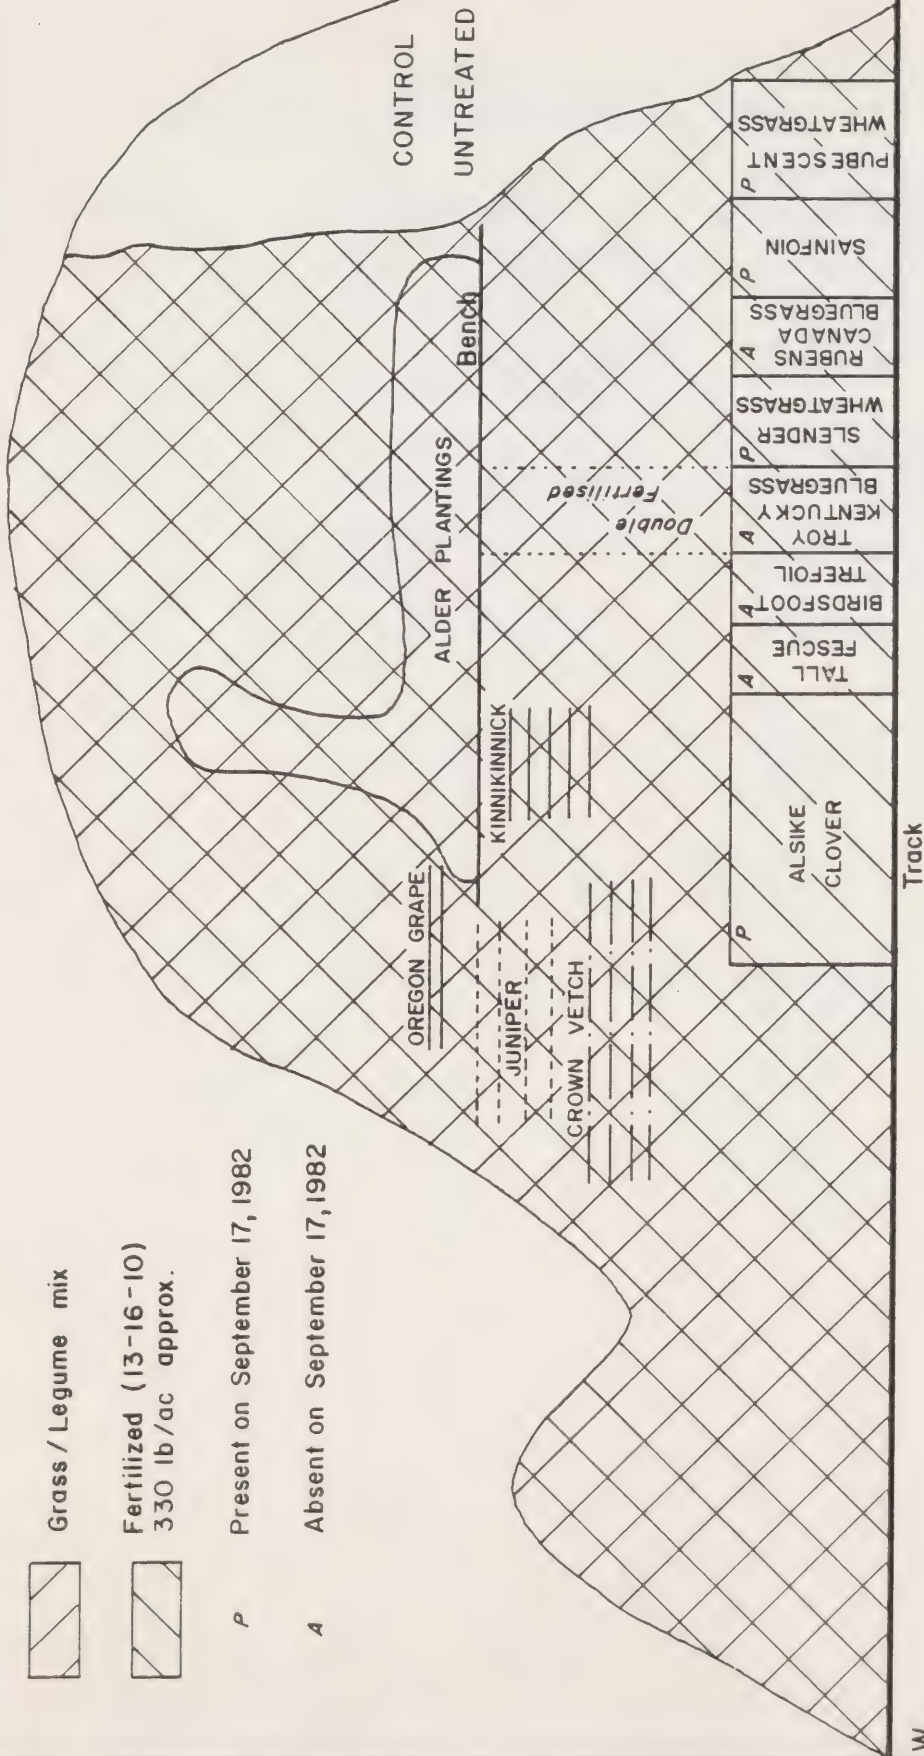 Grass / Legume mix
Fertilized (13-16-10)
330 lb/ac approx.
P Present on September 17, 1982
A Absent on September 17, 1982
CONTROL
UNTREATED
ALDER PLANTINGS
Bench
OREGON GRAPE
JUNIPER
CROWN VETCH
KINNIKINNICK
Double
Fertilised
P
ALSIKE
CLOVER
A
TALL
FESCUE
A
BIRDSFOOT
TREFOIL
A
TROY
KENTUCKY
BLUEGRASS
P
SLENDER
WHEATGRASS
A
RUBENS
CANADA
BLUEGRASS
P
SAINFOIN
P
PUBESCENT
WHEATGRASS
W
Track